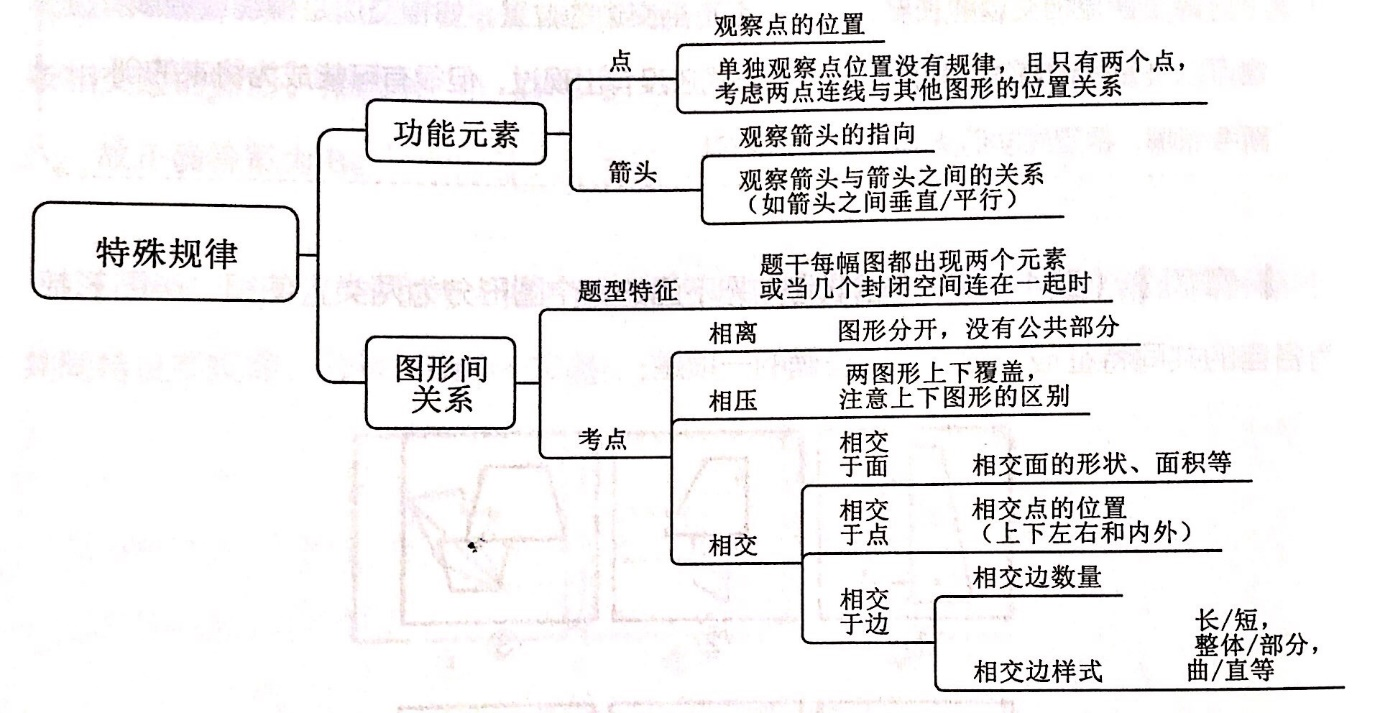 特殊规律
功能元素
点
观察点的位置
单独观察点位置没有规律，且只有两个点，
考虑两点连线与其他图形的位置关系
箭头
观察箭头的指向
观察箭头与箭头之间的关系
（如箭头之间垂直/平行）
图形间
关系
题型特征
题干每幅图都出现两个元素
或当几个封闭空间连在一起时
考点
相离
图形分开，没有公共部分
相压
两图形上下覆盖，
注意上下图形的区别
相交
相交
于面
相交面的形状、面积等
相交
于点
相交点的位置
（上下左右和内外）
相交
于边
相交边数量
相交边样式
长/短，
整体/部分，
曲/直等